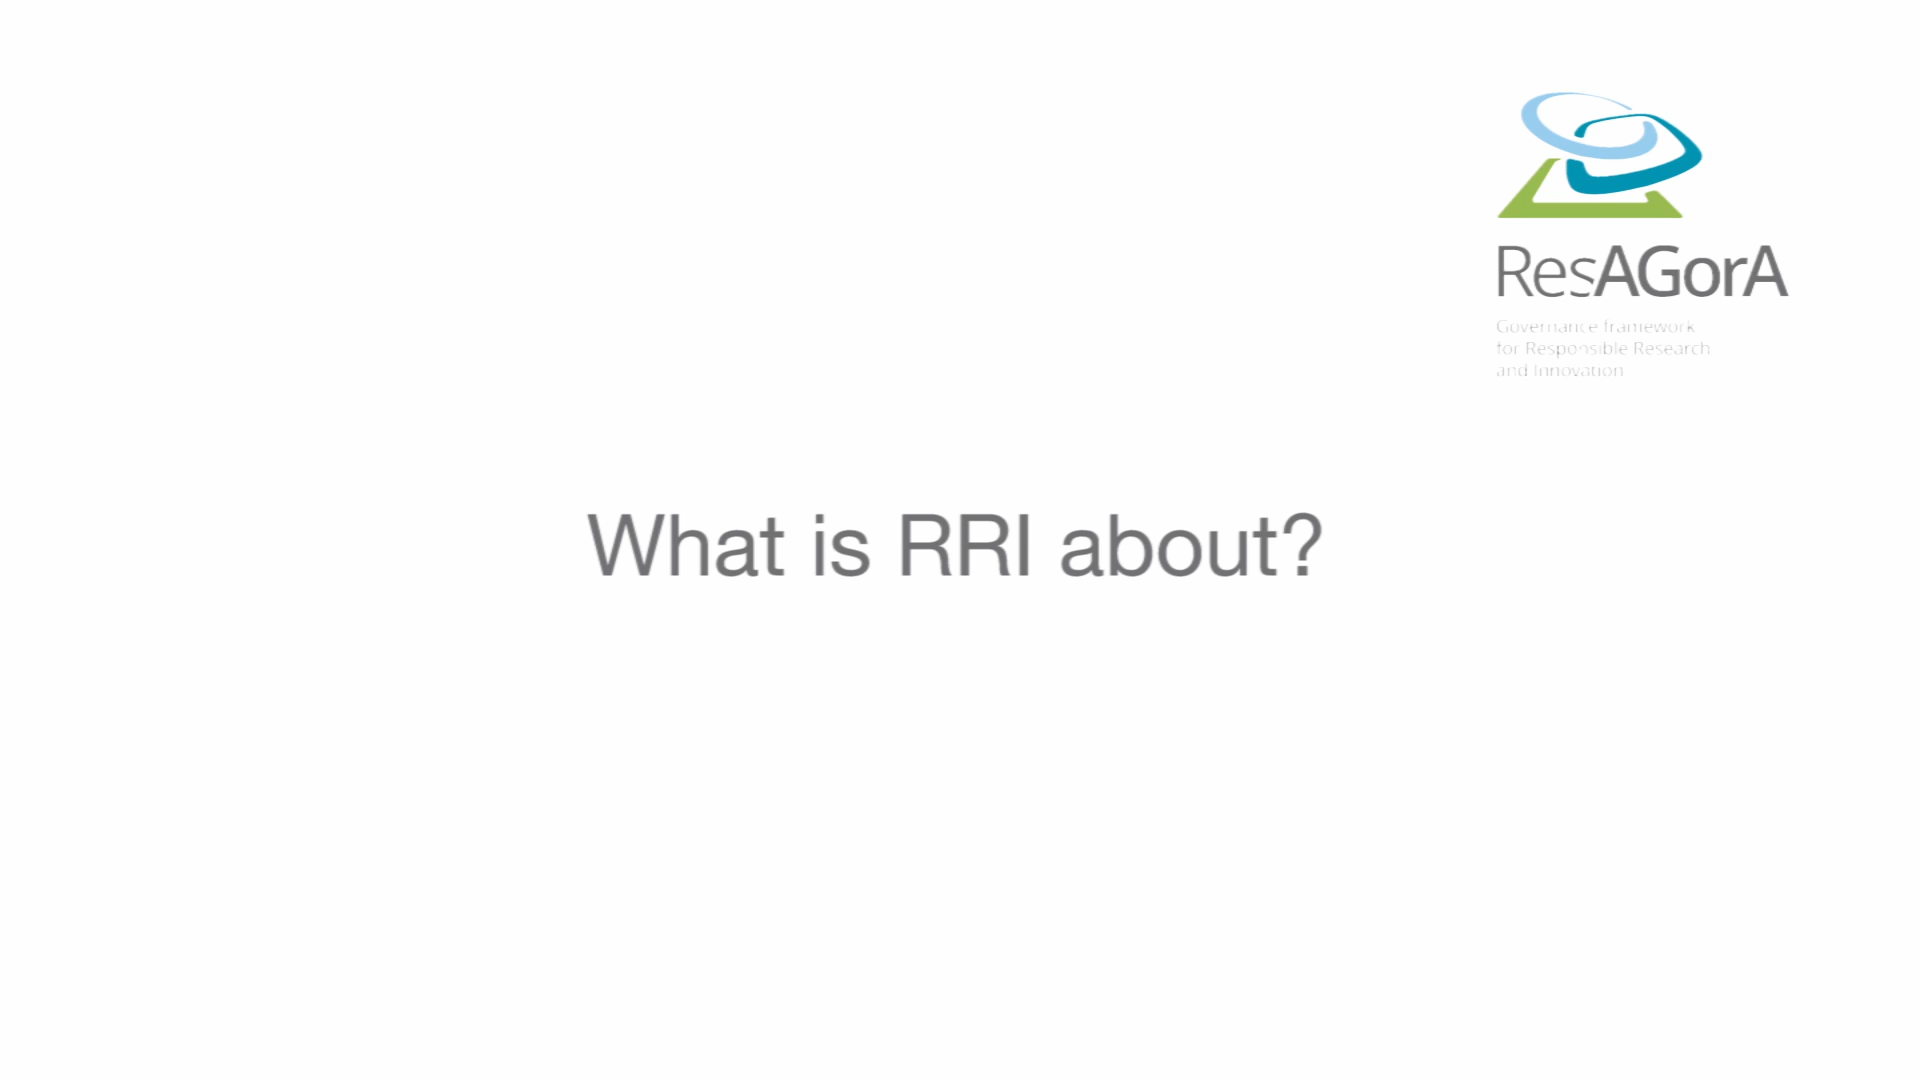 ResAGorA
Governance framework
for Responsible Research
and Innovation
What is RRI about?